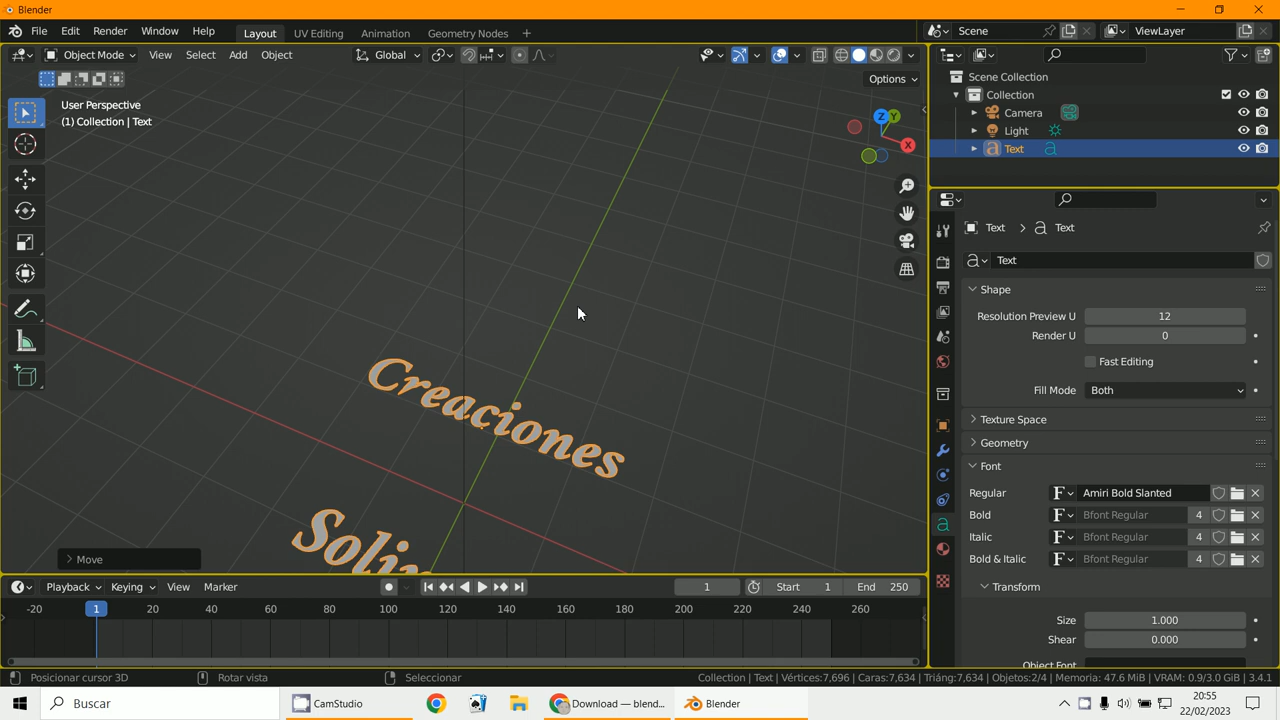 Blender
File Edit Render Window Help
Layout UV Editing Animation Geometry Nodes +
Scene
ViewLayer
Object Mode View Select Add Object
Global
Options
User Perspective
(1) Collection | Text
Z Y
X
Creaciones
Soli
> Move
Scene Collection
Collection
Camera
Light
Text
Text > Text
Text
Shape
Resolution Preview U 12
Render U 0
Fast Editing
Fill Mode Both
Texture Space
Geometry
Font
Regular Amiri Bold Slanted
Bold Bfont Regular 4
Italic Bfont Regular 4
Bold & Italic Bfont Regular 4
Transform
Size 1.000
Shear 0.000
Playback Keying View Marker
1 Start 1 End 250
-20 1 20 40 60 80 100 120 140 160 180 200 220 240 260
Posicionar cursor 3D Rotar vista Seleccionar
Collection | Text | Vértices:7,696 | Caras:7,634 | Triáng:7,634 | Objetos:2/4 | Memoria: 47.6 MiB | VRAM: 0.9/3.0 GiB | 3.4.1
Buscar
CamStudio
Download — blend...
Blender
20:55
22/02/2023